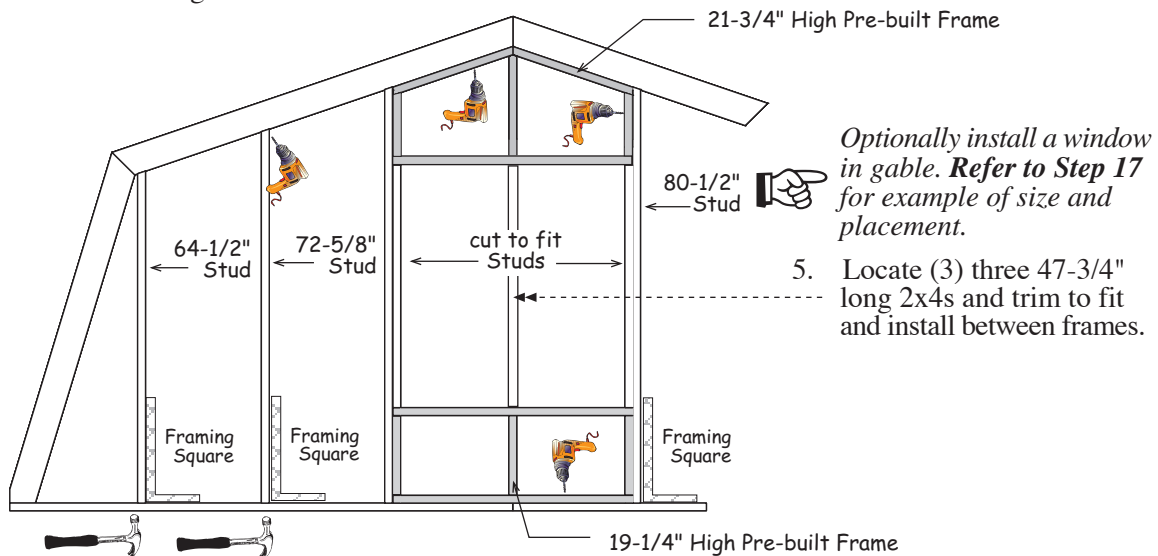 21-3/4" High Pre-built Frame
Optionally install a window
in gable. Refer to Step 17
for example of size and
placement.
80-1/2"
Stud
64-1/2"
Stud
72-5/8"
Stud
cut to fit
Studs
5. Locate (3) three 47-3/4"
long 2x4s and trim to fit
and install between frames.
Framing
Square
Framing
Square
Framing
Square
19-1/4" High Pre-built Frame